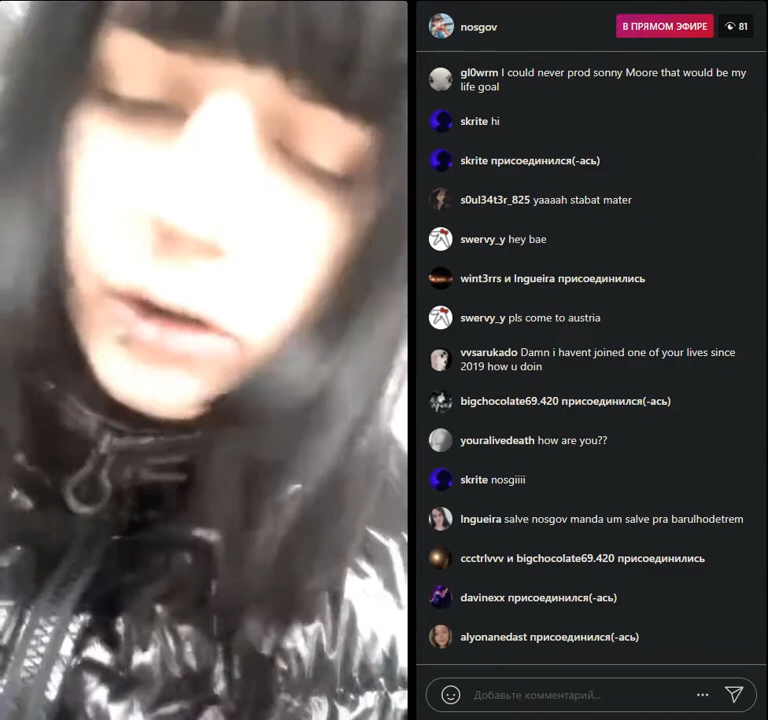 nosgov
В ПРЯМОМ ЭФИРЕ
81
gl0wrm I could never prod sonny Moore that would be my
life goal
skrite hi
skrite присоединился(-ась)
s0ul34t3r_825 yaaaah stabat mater
swervy_y hey bae
wint3rrs и lngueira присоединились
swervy_y pls come to austria
vvsarukado Damn i havent joined one of your lives since
2019 how u doin
bigchocolate69.420 присоединился(-ась)
youralivedeath how are you??
skrite nosgiiii
lngueira salve nosgov manda um salve pra barulhodetrem
ccctrlvvv и bigchocolate69.420 присоединились
davinexx присоединился(-ась)
alyonanedast присоединился(-ась)
Добавьте комментарий...